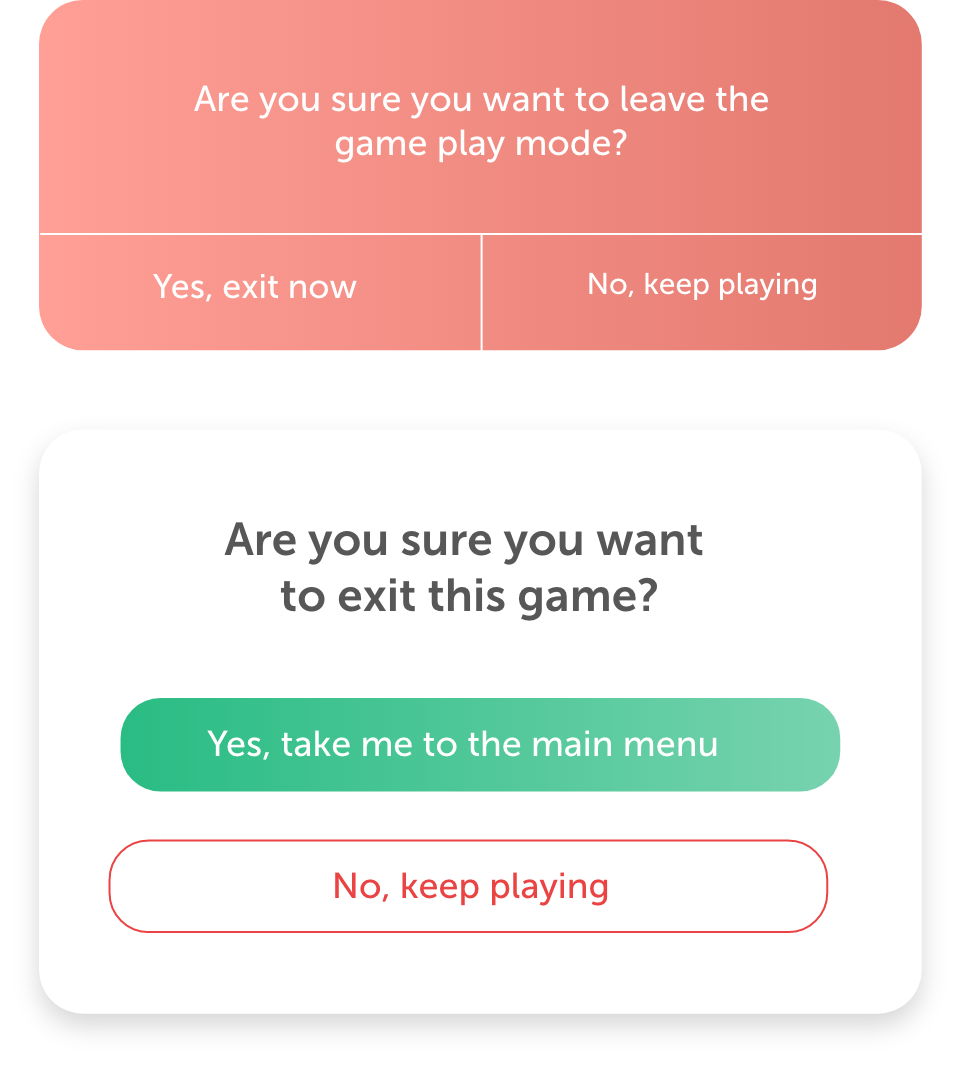 Are you sure you want to leave the
game play mode?
Yes, exit now
No, keep playing
Are you sure you want
to exit this game?
Yes, take me to the main menu
No, keep playing